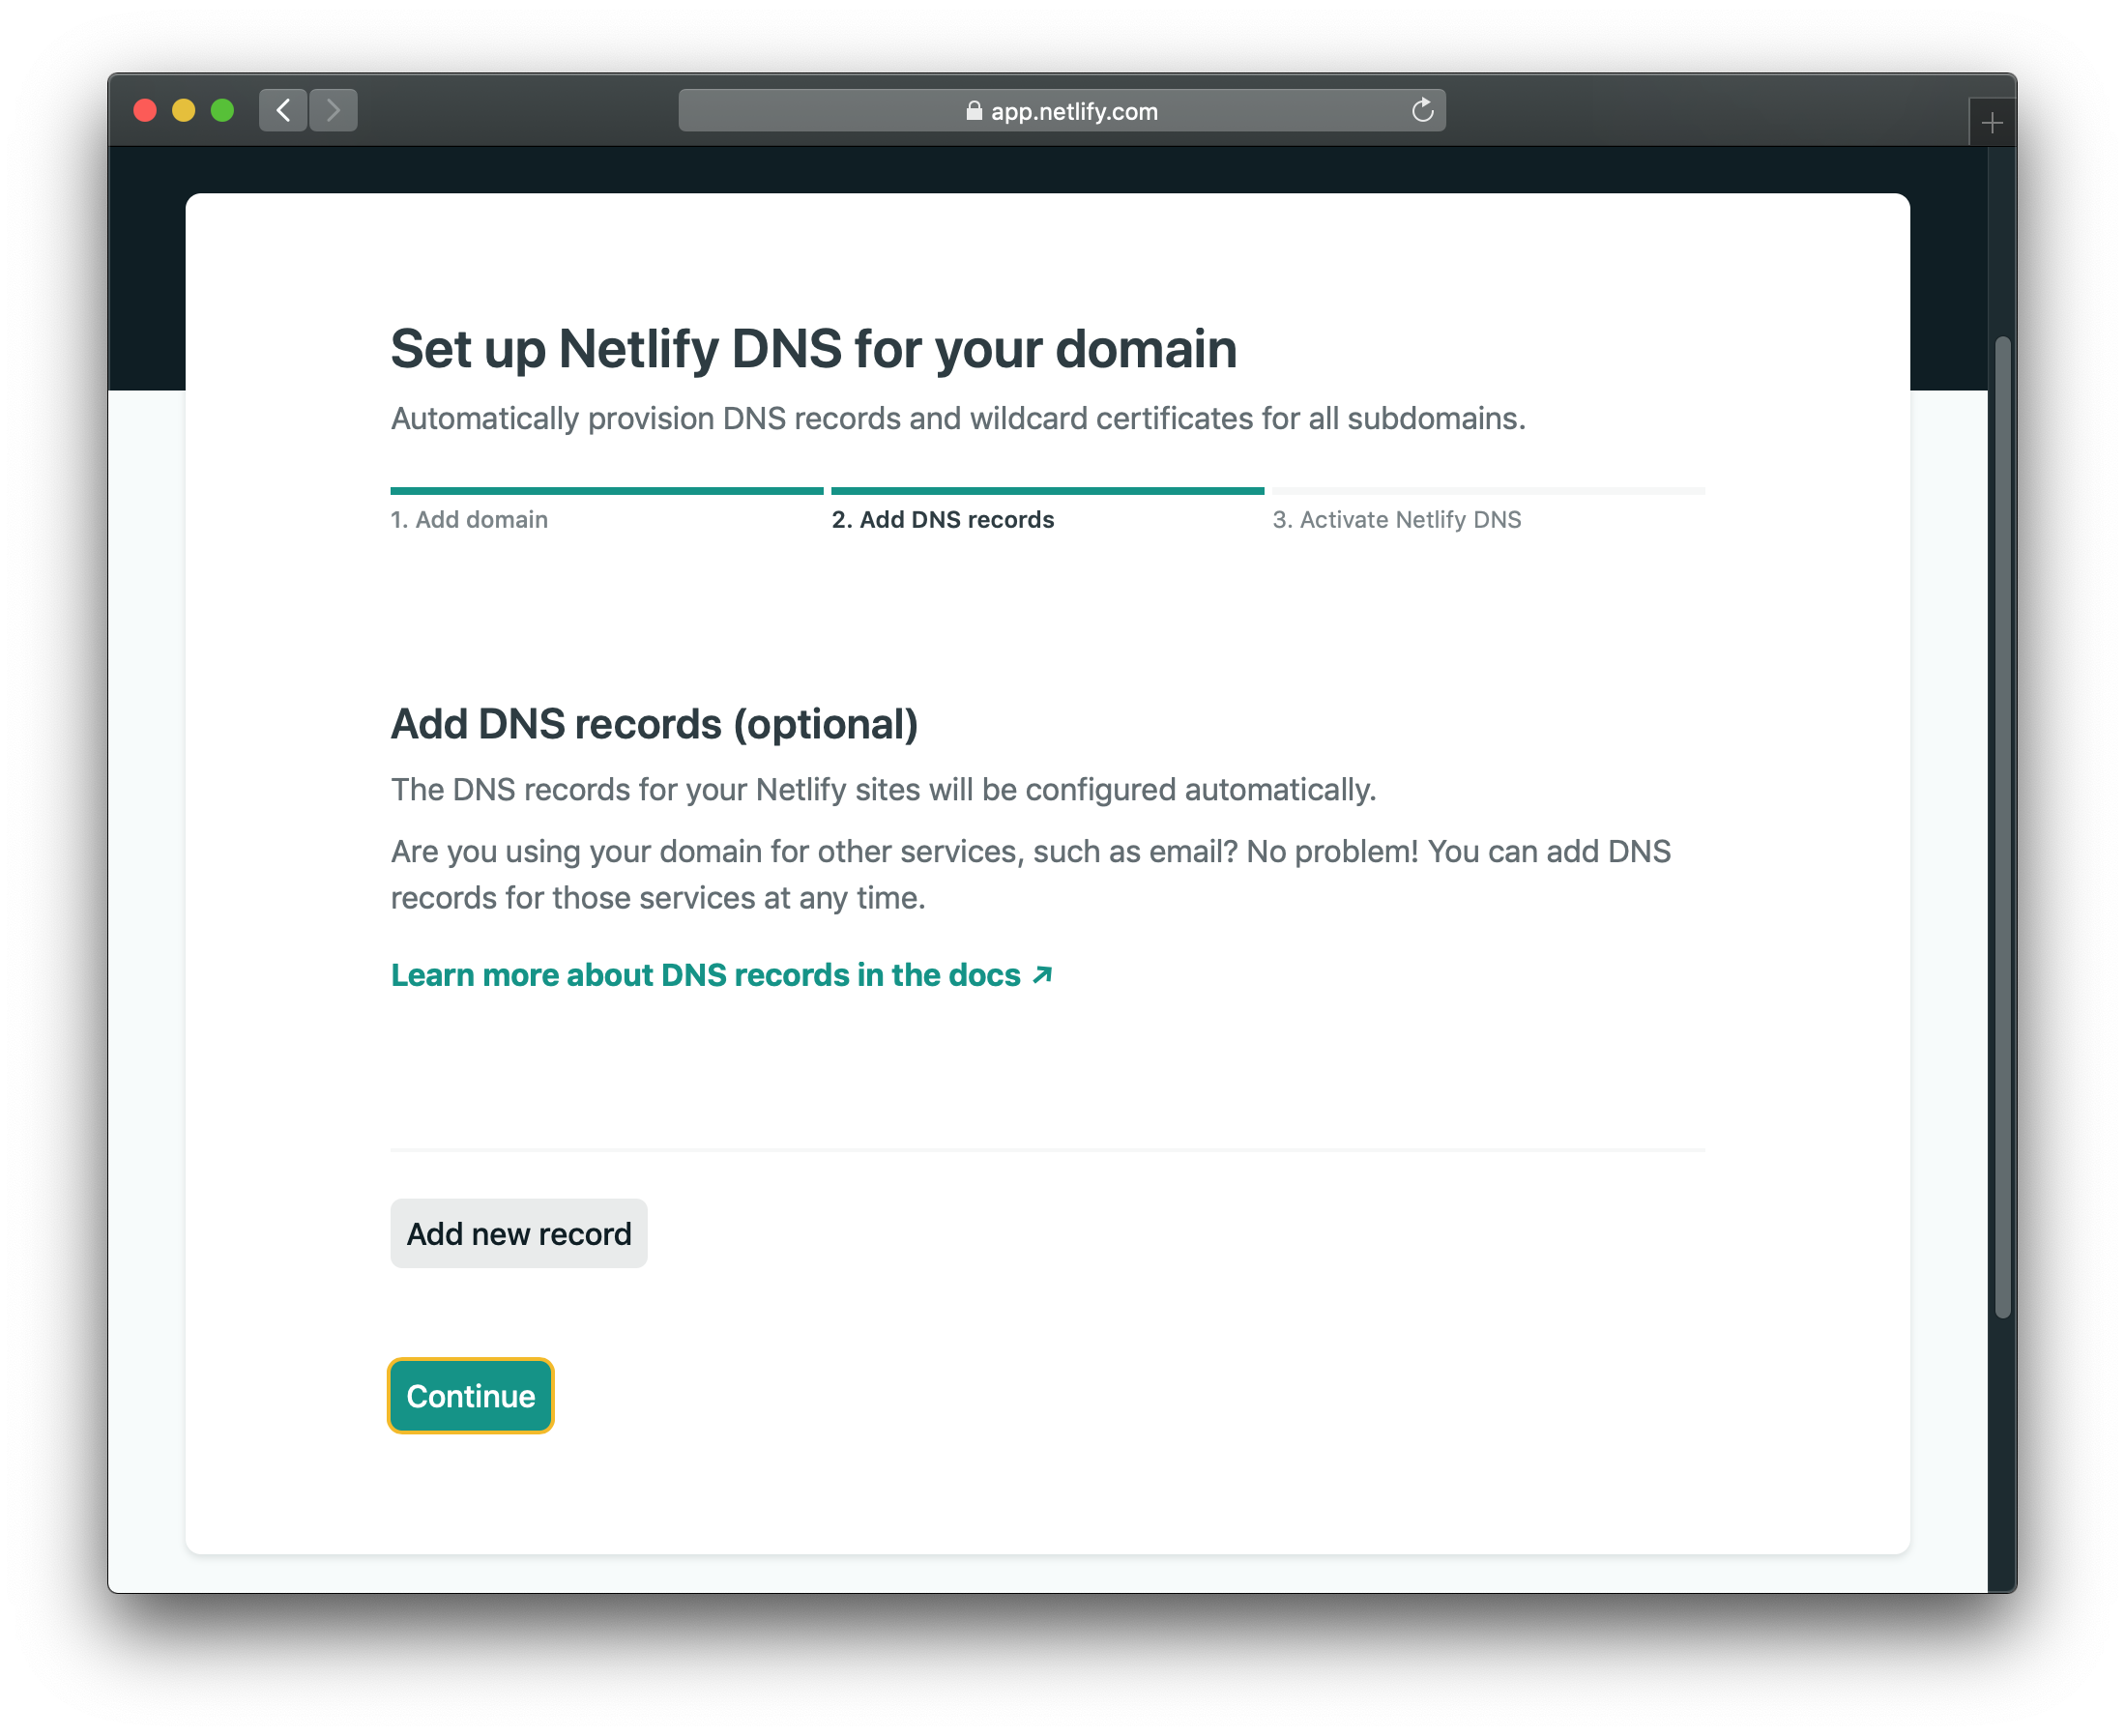 app.netlify.com
Set up Netlify DNS for your domain
Automatically provision DNS records and wildcard certificates for all subdomains.
1. Add domain
2. Add DNS records
3. Activate Netlify DNS
Add DNS records (optional)
The DNS records for your Netlify sites will be configured automatically.
Are you using your domain for other services, such as email? No problem! You can add DNS
records for those services at any time.
Learn more about DNS records in the docs ↗
Add new record
Continue